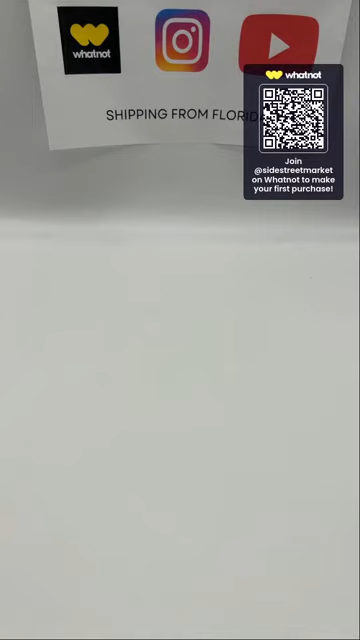 whatnot
SHIPPING FROM FLORID
whatnot
Join
@sidestreetmarket
on Whatnot to make
your first purchase!